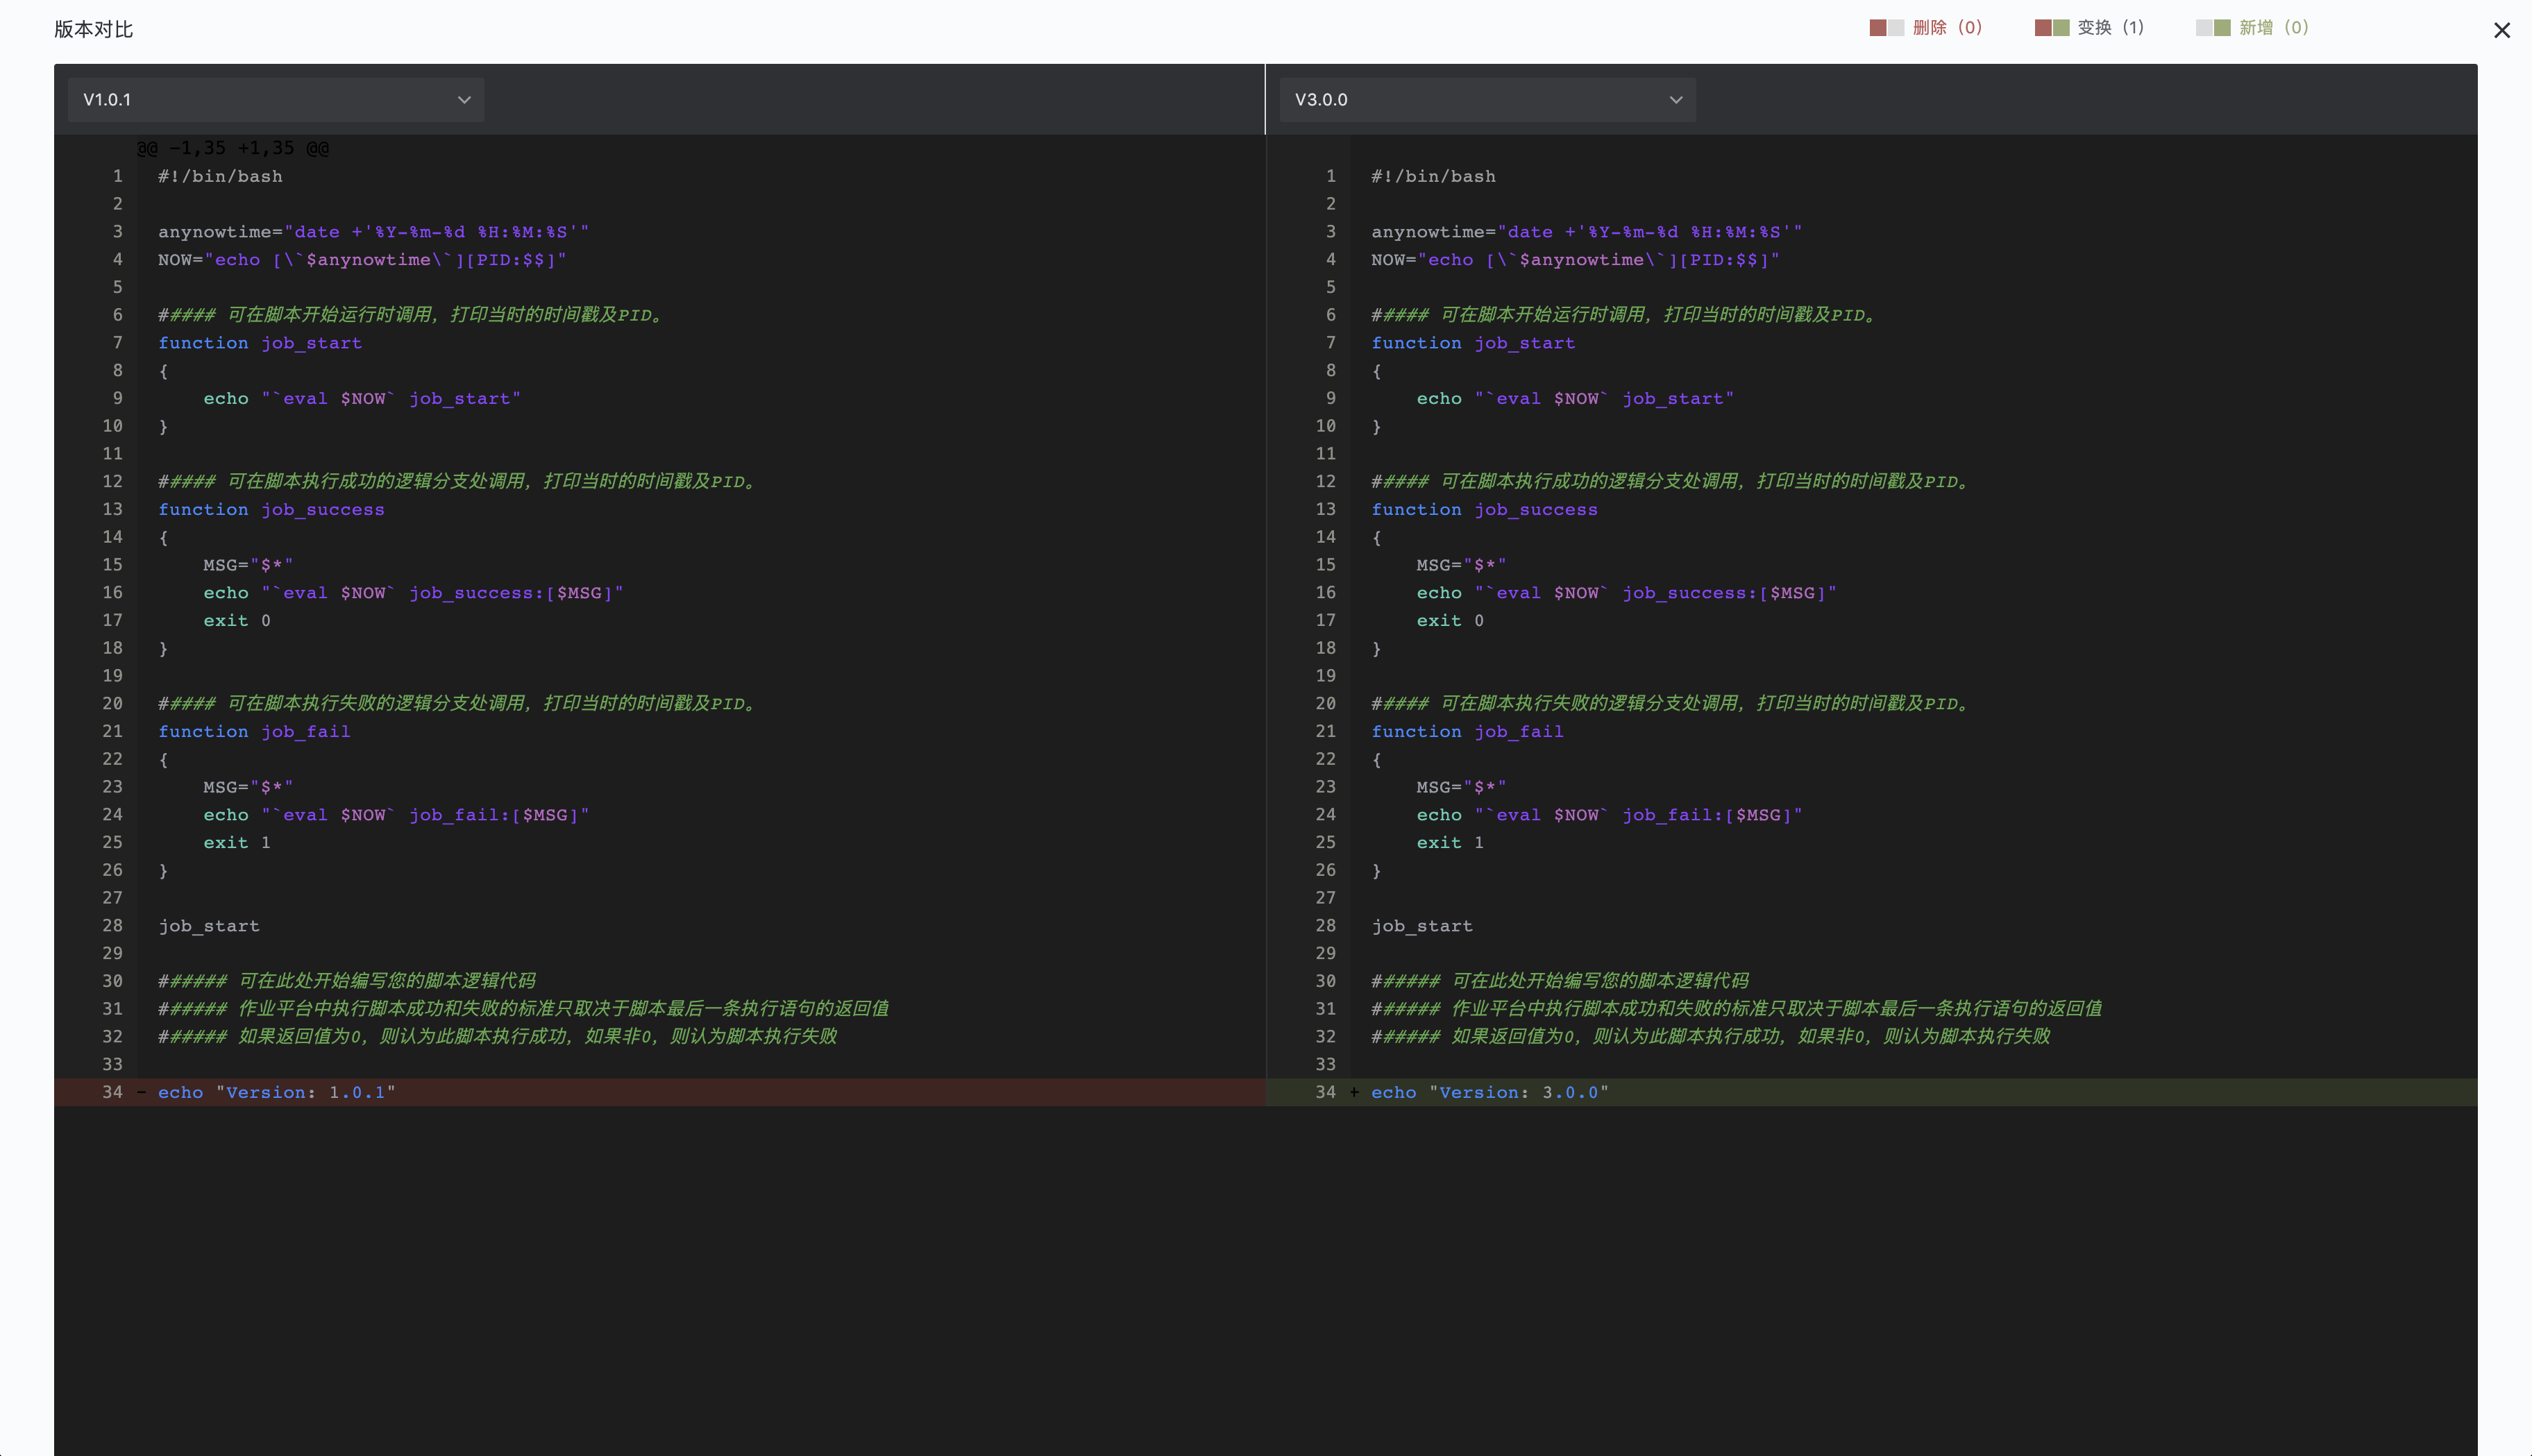 版本对比
删除 (0)
变换 (1)
新增 (0)
V1.0.1
@@ -1,35 +1,35 @@
1 #!/bin/bash
2
3 anynowtime="date +'%Y-%m-%d %H:%M:%S'"
4 NOW="echo [\`$anynowtime\`][PID:$$]"
5
6 ##### 可在脚本开始运行时调用，打印当时的时间戳及PID。
7 function job_start
8 {
9     echo "`eval $NOW` job_start"
10 }
11
12 ##### 可在脚本执行成功的逻辑分支处调用，打印当时的时间戳及PID。
13 function job_success
14 {
15     MSG="$*"
16     echo "`eval $NOW` job_success:[$MSG]"
17     exit 0
18 }
19
20 ##### 可在脚本执行失败的逻辑分支处调用，打印当时的时间戳及PID。
21 function job_fail
22 {
23     MSG="$*"
24     echo "`eval $NOW` job_fail:[$MSG]"
25     exit 1
26 }
27
28 job_start
29
30 ###### 可在此处开始编写您的脚本逻辑代码
31 ###### 作业平台中执行脚本成功和失败的标准只取决于脚本最后一条执行语句的返回值
32 ###### 如果返回值为0，则认为此脚本执行成功，如果非0，则认为脚本执行失败
33
34 - echo "Version: 1.0.1"
V3.0.0
1 #!/bin/bash
2
3 anynowtime="date +'%Y-%m-%d %H:%M:%S'"
4 NOW="echo [\`$anynowtime\`][PID:$$]"
5
6 ##### 可在脚本开始运行时调用，打印当时的时间戳及PID。
7 function job_start
8 {
9     echo "`eval $NOW` job_start"
10 }
11
12 ##### 可在脚本执行成功的逻辑分支处调用，打印当时的时间戳及PID。
13 function job_success
14 {
15     MSG="$*"
16     echo "`eval $NOW` job_success:[$MSG]"
17     exit 0
18 }
19
20 ##### 可在脚本执行失败的逻辑分支处调用，打印当时的时间戳及PID。
21 function job_fail
22 {
23     MSG="$*"
24     echo "`eval $NOW` job_fail:[$MSG]"
25     exit 1
26 }
27
28 job_start
29
30 ###### 可在此处开始编写您的脚本逻辑代码
31 ###### 作业平台中执行脚本成功和失败的标准只取决于脚本最后一条执行语句的返回值
32 ###### 如果返回值为0，则认为此脚本执行成功，如果非0，则认为脚本执行失败
33
34 + echo "Version: 3.0.0"